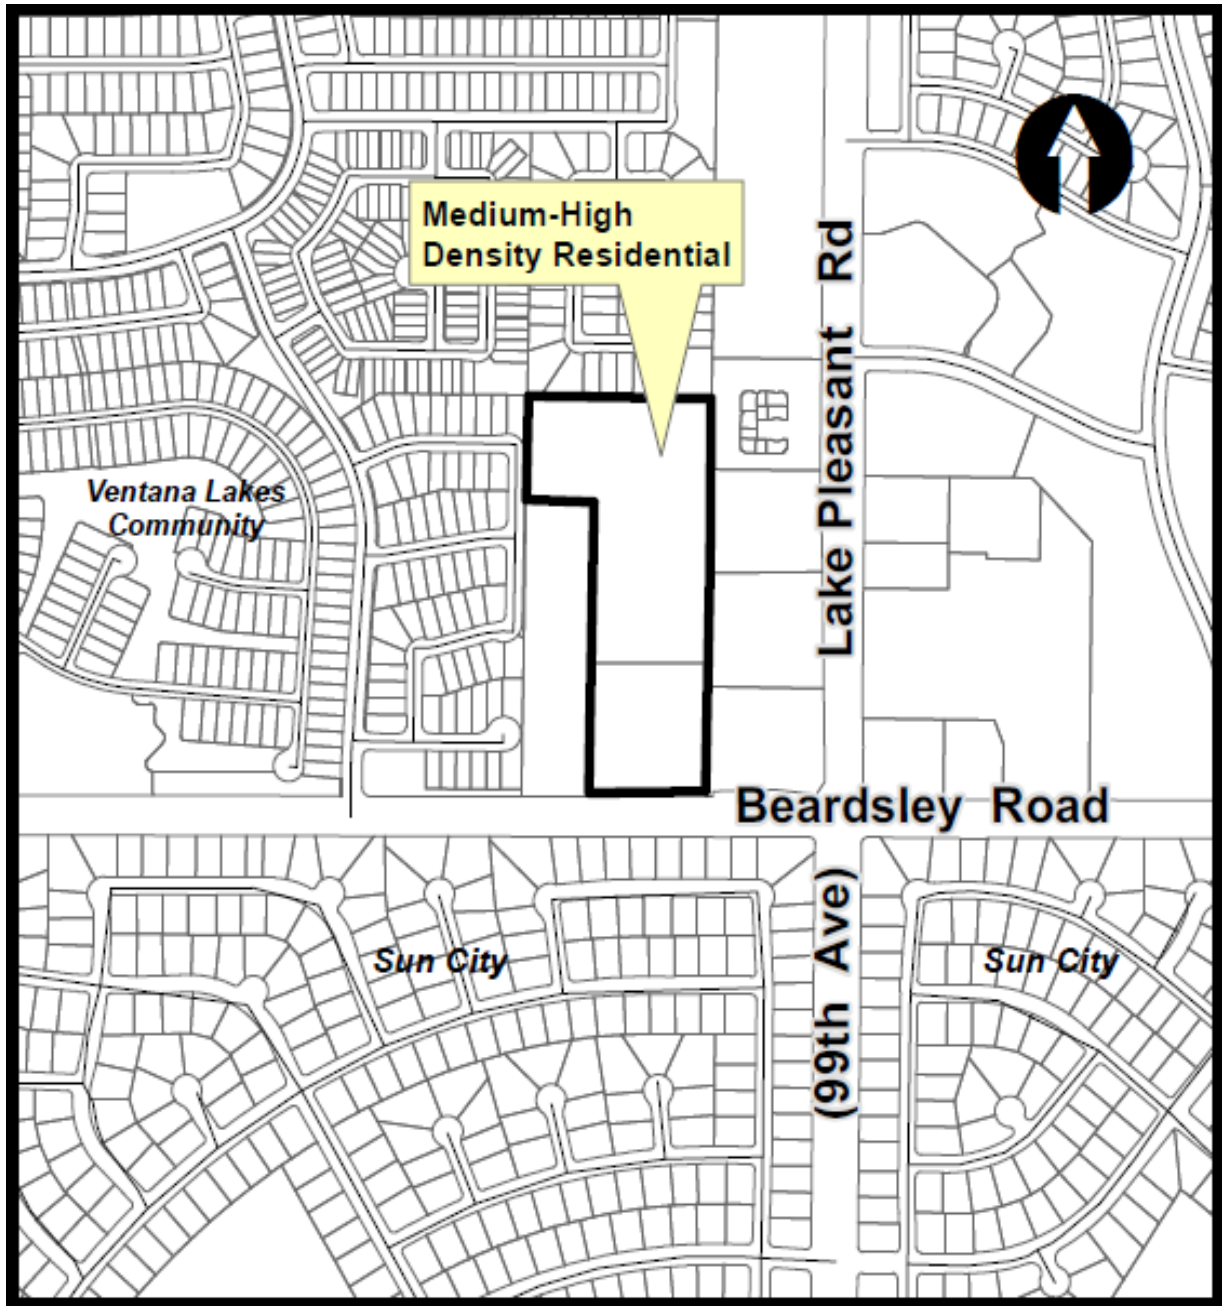 Medium-High
Density Residential
Lake Pleasant Rd
Ventana Lakes
Community
Beardsley Road
(99th Ave)
Sun City
Sun City